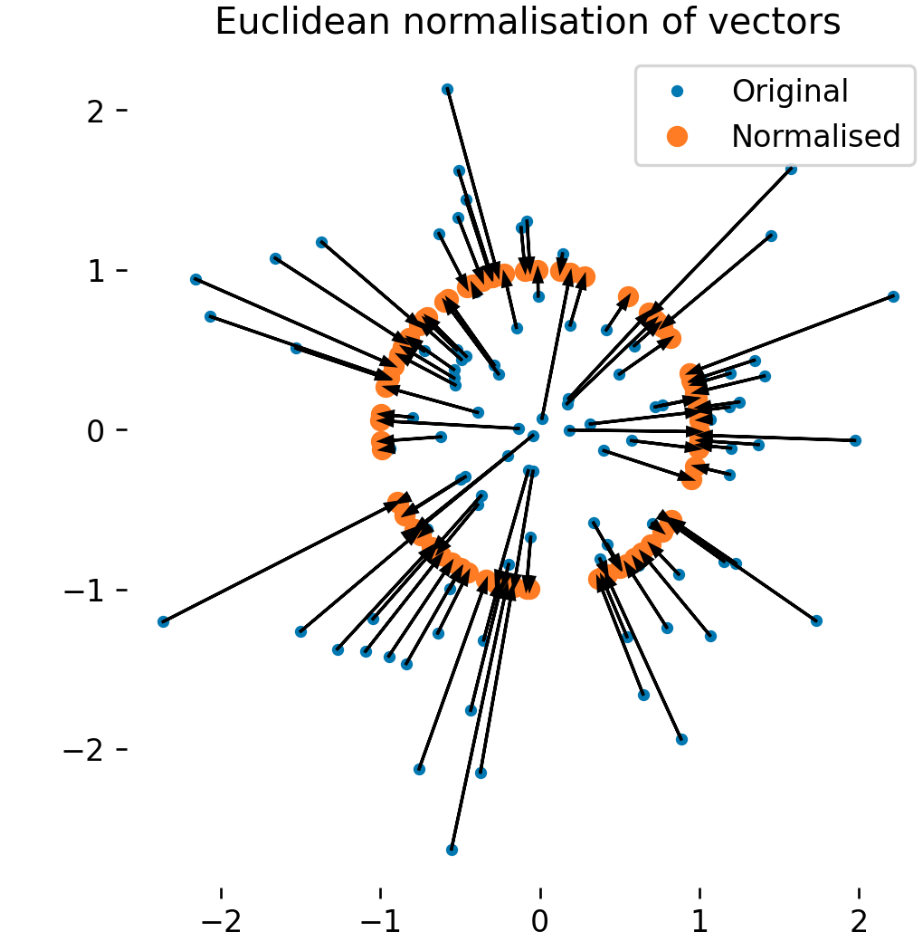 Euclidean normalisation of vectors
Original
Normalised
2
1
0
−1
−2
−2 −1 0 1 2